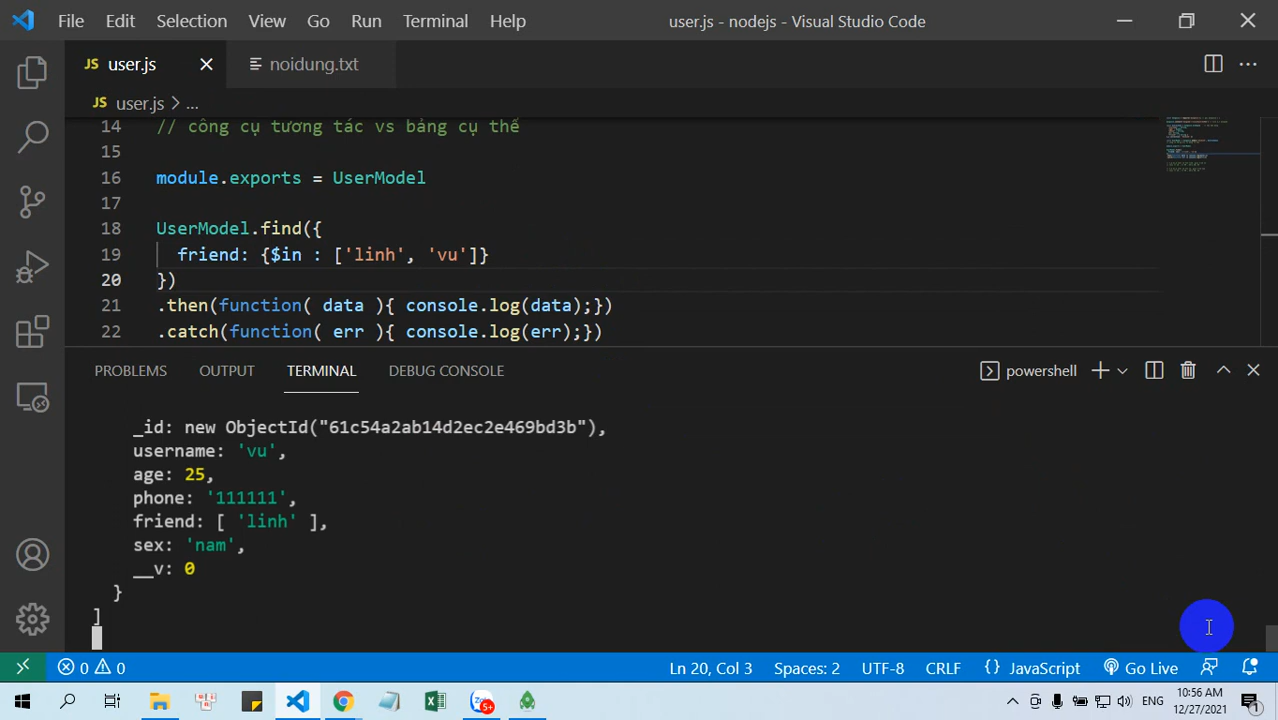 File Edit Selection View Go Run Terminal Help user.js - nodejs - Visual Studio Code
JS user.js noidung.txt
JS user.js > ...
14 // công cụ tương tác vs bảng cụ thể
15
16 module.exports = UserModel
17
18 UserModel.find({
19 friend: {$in : ['linh', 'vu']}
20 })
21 .then(function( data ){ console.log(data);})
22 .catch(function( err ){ console.log(err);})
PROBLEMS OUTPUT TERMINAL DEBUG CONSOLE powershell
_id: new ObjectId("61c54a2ab14d2ec2e469bd3b"),
username: 'vu',
age: 25,
phone: '111111',
friend: [ 'linh' ],
sex: 'nam',
__v: 0
}
]
0 0 Ln 20, Col 3 Spaces: 2 UTF-8 CRLF {} JavaScript Go Live
5+ ENG 10:56 AM
12/27/2021 1